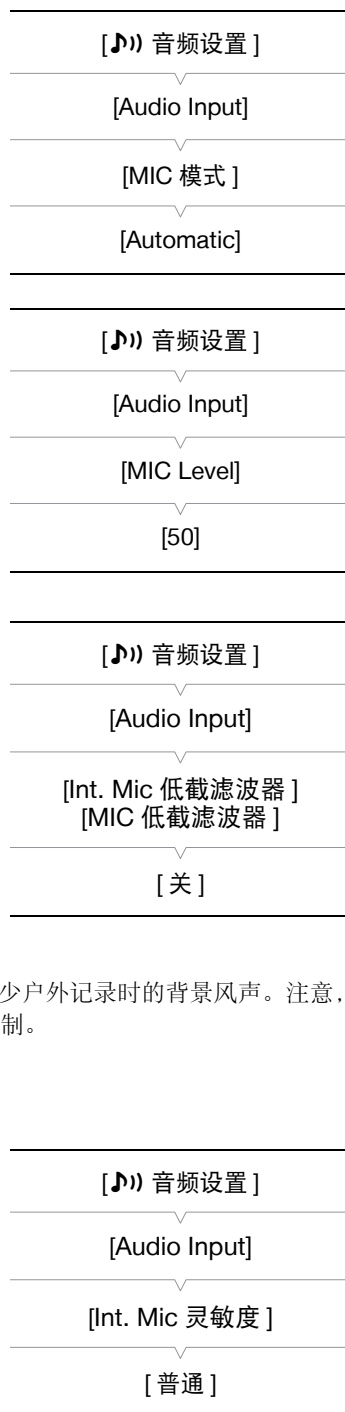 [♪)) 音频设置 ]
[Audio Input]
[MIC 模式 ]
[Automatic]
[♪)) 音频设置 ]
[Audio Input]
[MIC Level]
[50]
[♪)) 音频设置 ]
[Audio Input]
[Int. Mic 低截滤波器 ]
[MIC 低截滤波器 ]
[ 关 ]
少户外记录时的背景风声。注意，
制。
[♪)) 音频设置 ]
[Audio Input]
[Int. Mic 灵敏度 ]
[ 普通 ]